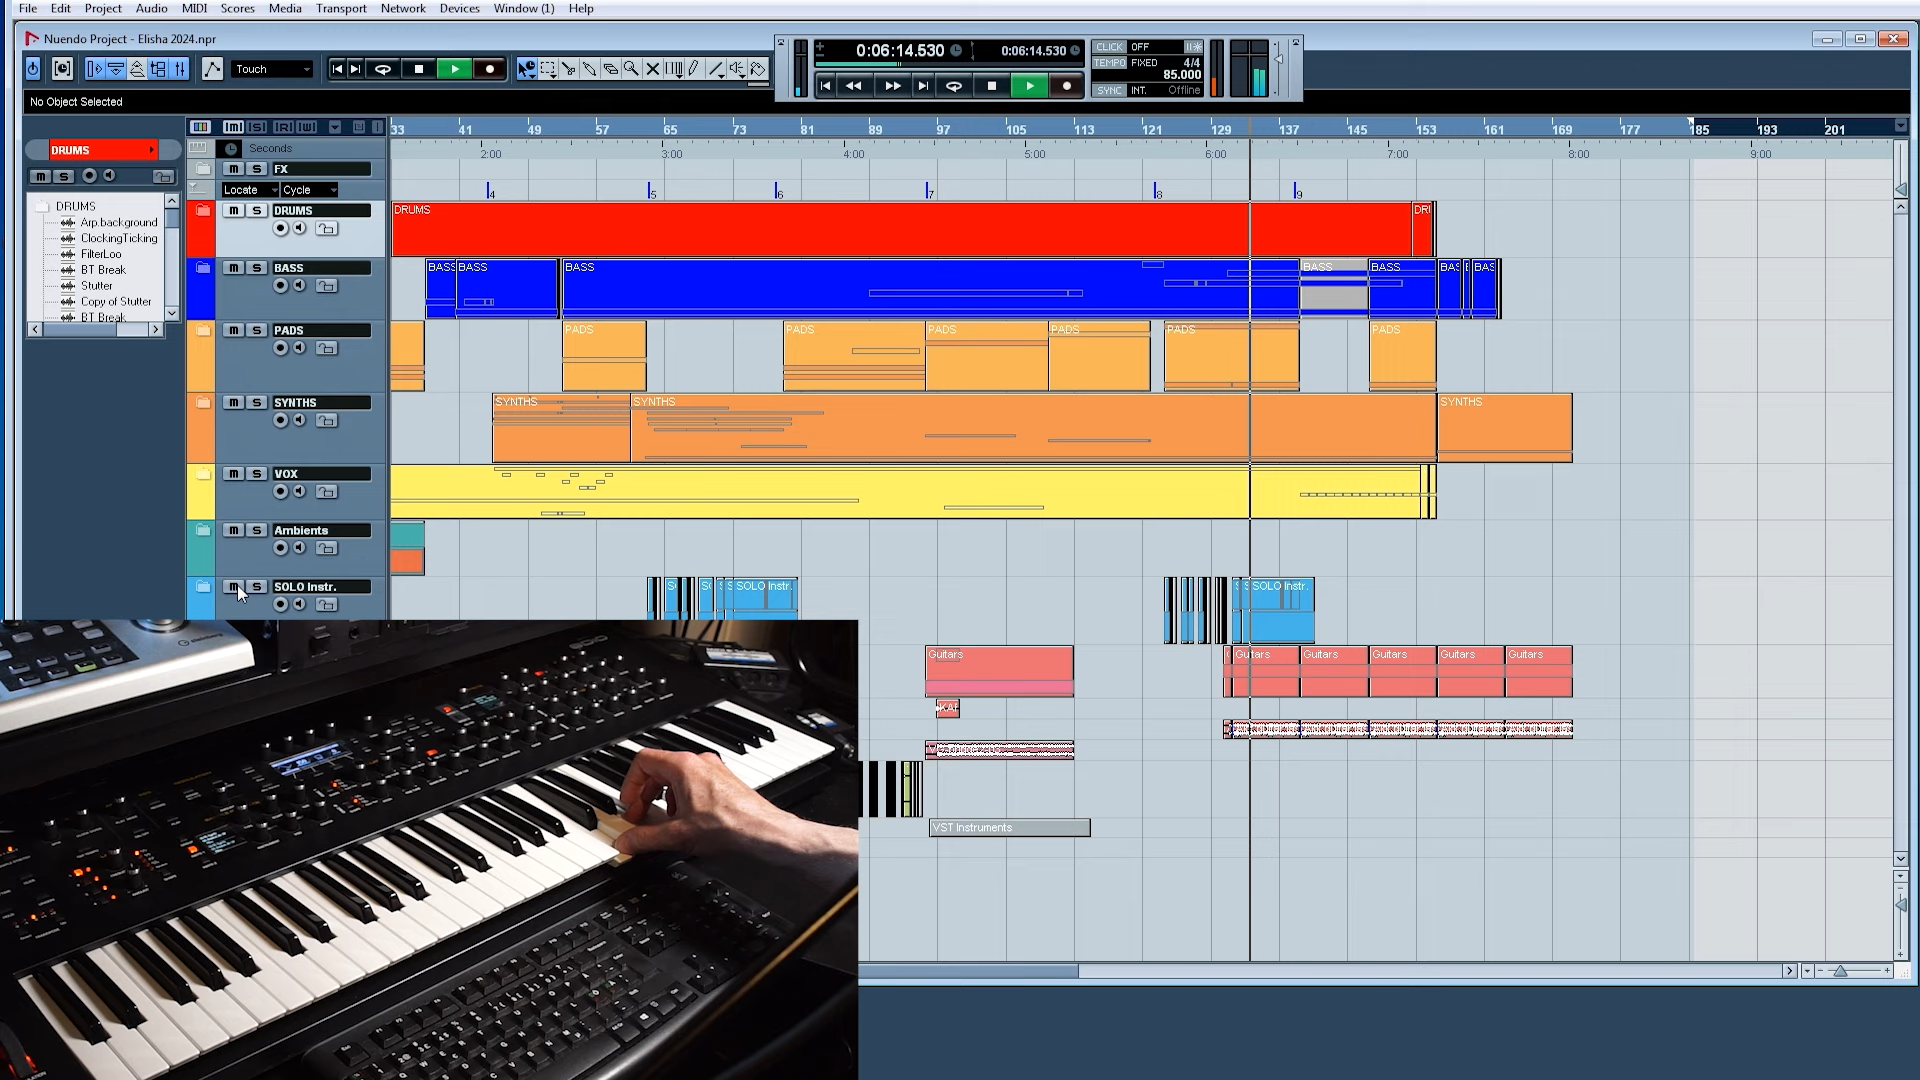 File Edit Project Audio MIDI Scores Media Transport Network Devices Window (1) Help
Nuendo Project - Elisha 2024.npr
Touch
0:06:14.530 0:06:14.530
CLICK OFF
TEMPO FIXED 4/4
85.000
SYNC INT. Offline
No Object Selected
33 41 49 57 65 73 81 89 97 105 113 121 129 137 145 153 161 169 177 185 193 201
Seconds
2:00 3:00 4:00 5:00 6:00 7:00 8:00 9:00
DRUMS
m S
m S FX
Locate Cycle
4 5 6 7 8 9
DRUMS
Arp.background
ClockingTicking
FilterLoo
BT Break
Stutter
Copy of Stutter
BT Break
m S DRUMS
DRUMS DRI
m S BASS
BASS BASS BASS BASS BASS BAS BAS
m S PADS
PADS PADS PADS PADS PADS PADS
m S SYNTHS
SYNTHS SYNTHS SYNTHS
m S VOX
m S Ambients
m S SOLO Instr.
SOLO Instr. SOLO Instr.
Guitars Guitars Guitars Guitars Guitars Guitars
VST Instruments
steinberg